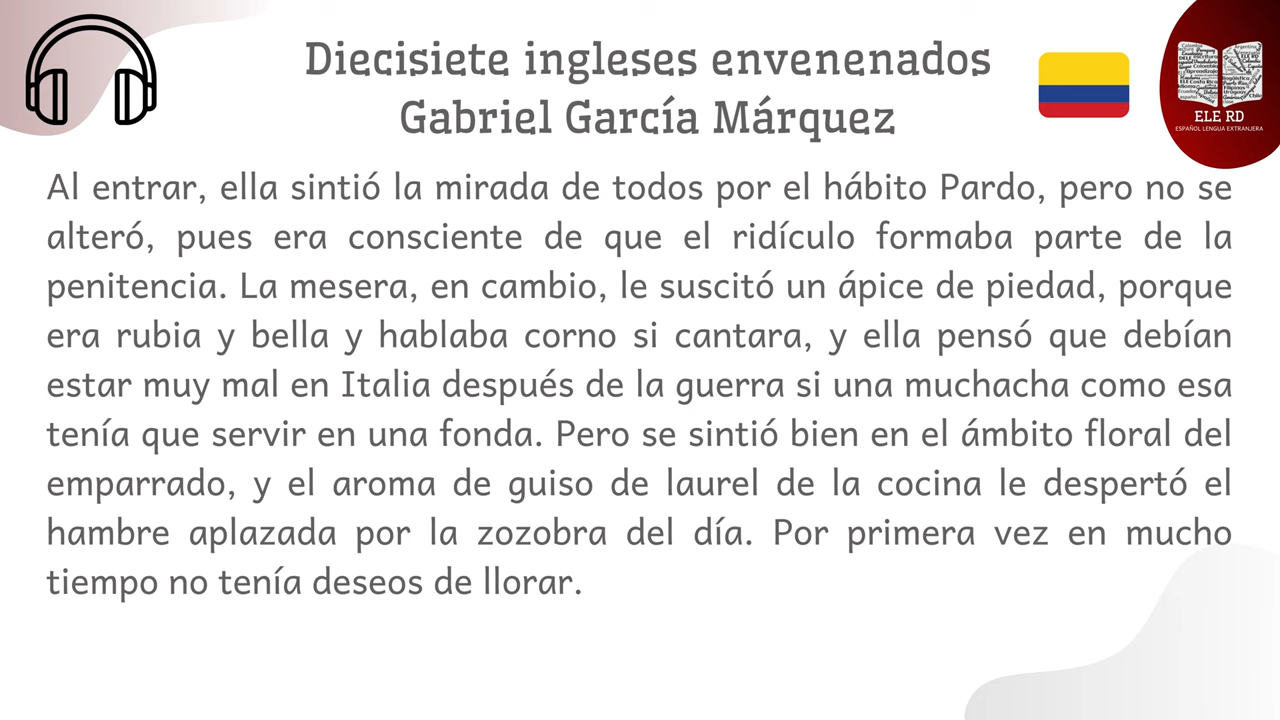 Diecisiete ingleses envenenados
Gabriel García Márquez
ELE RD
ESPAÑOL LENGUA EXTRANJERA
Al entrar, ella sintió la mirada de todos por el hábito Pardo, pero no se
alteró, pues era consciente de que el ridículo formaba parte de la
penitencia. La mesera, en cambio, le suscitó un ápice de piedad, porque
era rubia y bella y hablaba corno si cantara, y ella pensó que debían
estar muy mal en Italia después de la guerra si una muchacha como esa
tenía que servir en una fonda. Pero se sintió bien en el ámbito floral del
emparrado, y el aroma de guiso de laurel de la cocina le despertó el
hambre aplazada por la zozobra del día. Por primera vez en mucho
tiempo no tenía deseos de llorar.